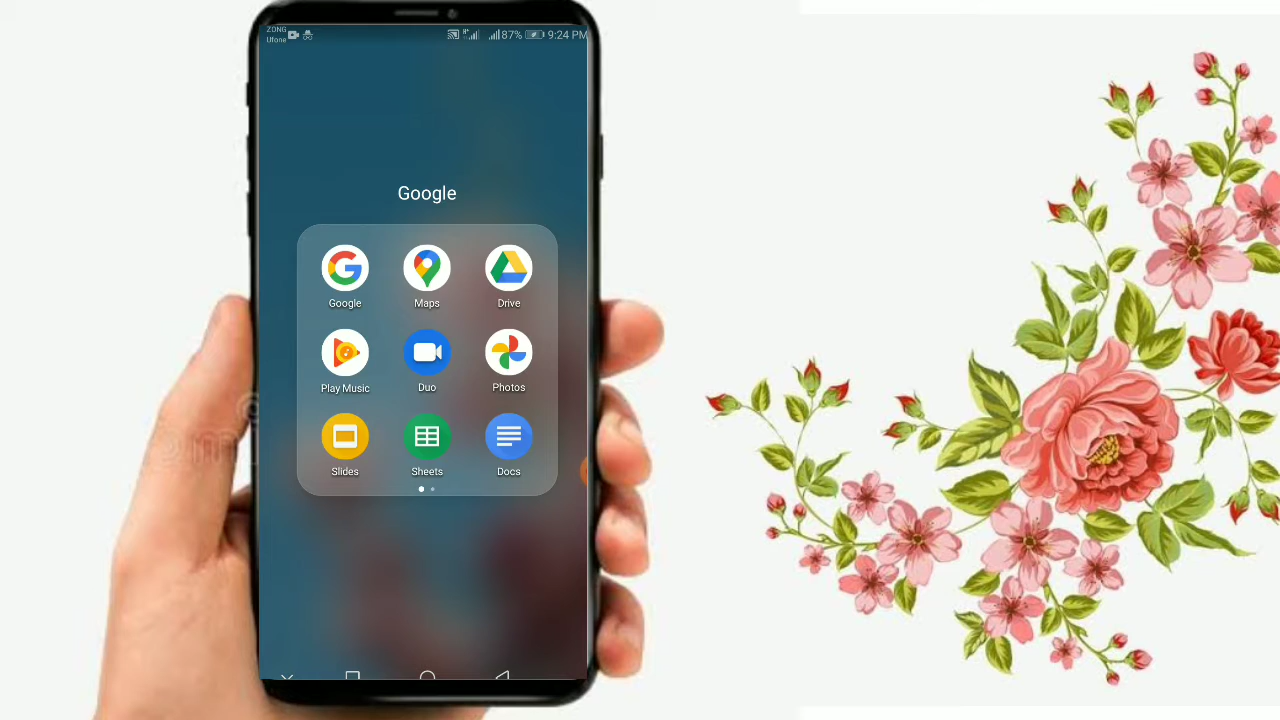 ZONG
Ufone
H+ 87% 9:24 PM
Google
Google Maps Drive
Play Music Duo Photos
Slides Sheets Docs